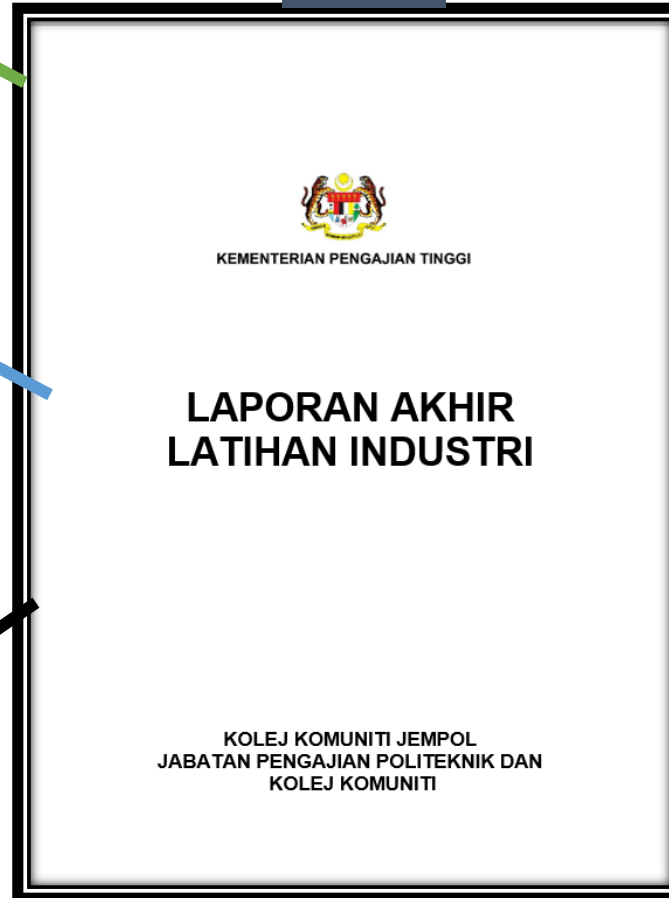 KEMENTERIAN PENGAJIAN TINGGI
LAPORAN AKHIR
LATIHAN INDUSTRI
KOLEJ KOMUNITI JEMPOL
JABATAN PENGAJIAN POLITEKNIK DAN
KOLEJ KOMUNITI